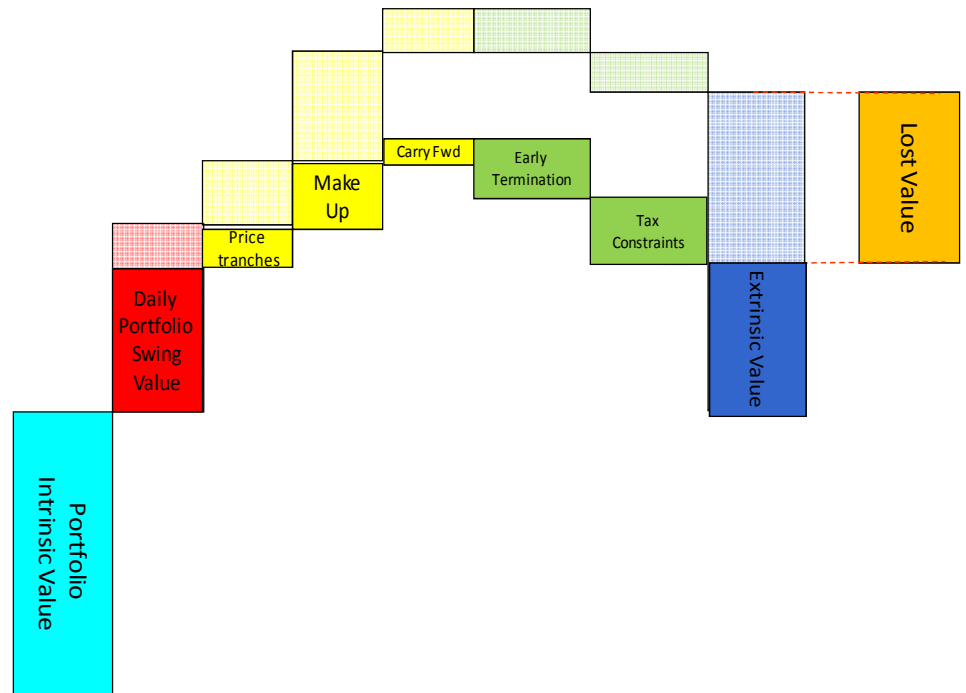 Portfolio
Intrinsic Value
Daily
Portfolio
Swing
Value
Price
tranches
Make
Up
Carry Fwd
Early
Termination
Tax
Constraints
Extrinsic Value
Lost Value